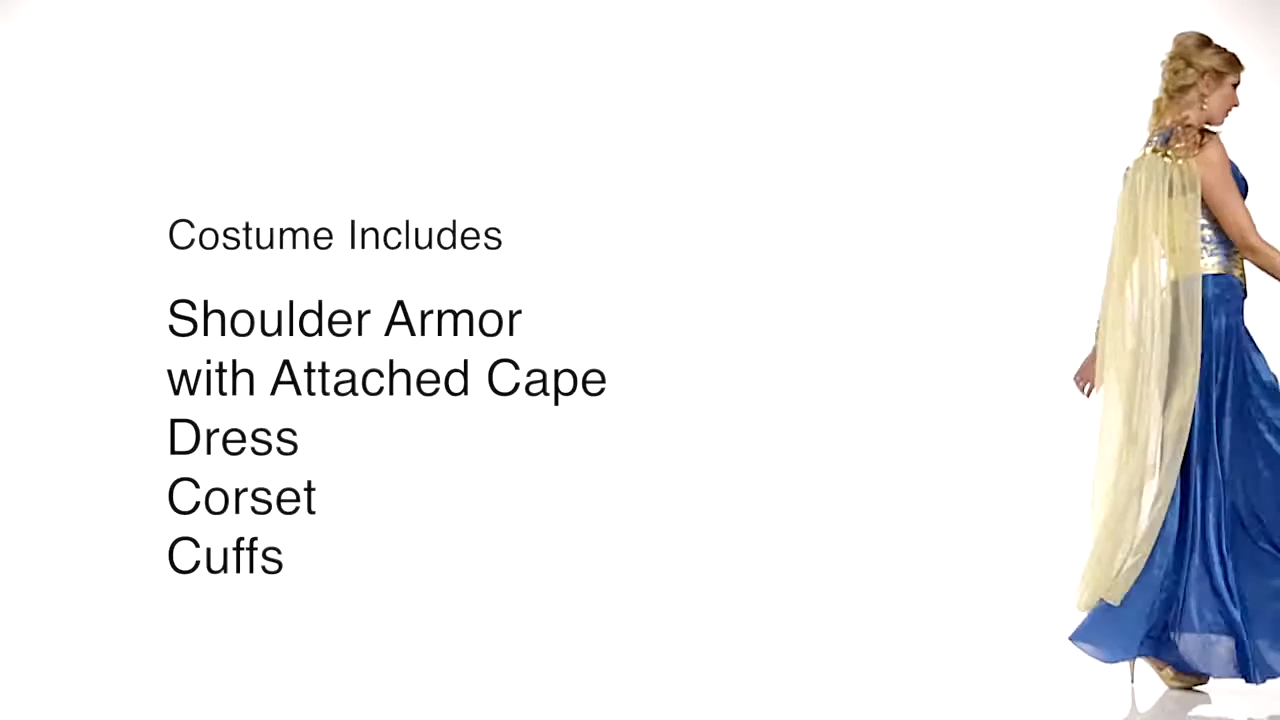 Costume Includes
Shoulder Armor
with Attached Cape
Dress
Corset
Cuffs